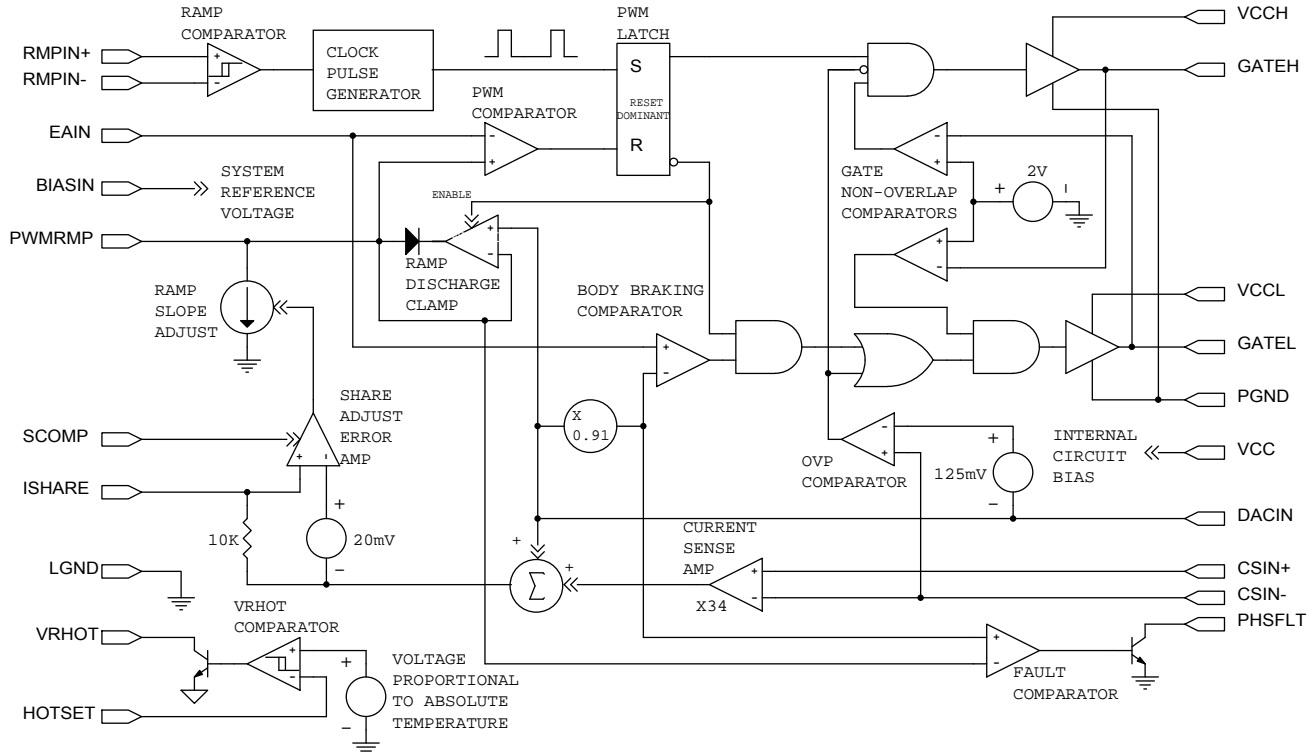 RAMP
COMPARATOR
PWM
LATCH
VCCH
RMPIN+
RMPIN-
+
-
CLOCK
PULSE
GENERATOR
S
RESET
DOMINANT
R
GATEH
PWM
COMPARATOR
EAIN
-
+
BIASIN
SYSTEM
REFERENCE
VOLTAGE
ENABLE
-
+
GATE
NON-OVERLAP
COMPARATORS
+
2V
-
PWMRMP
+
-
RAMP
DISCHARGE
CLAMP
+
-
RAMP
SLOPE
ADJUST
BODY BRAKING
COMPARATOR
VCCL
+
-
GATEL
PGND
SHARE
ADJUST
ERROR
AMP
SCOMP
+
-
X
0.91
-
+
OVP
COMPARATOR
+
125mV
-
INTERNAL
CIRCUIT
BIAS
VCC
ISHARE
10K
+
20mV
-
DACIN
+
+
Σ
CURRENT
SENSE
AMP
X34
+
-
CSIN+
CSIN-
LGND
VRHOT
COMPARATOR
PHSFLT
VRHOT
+
-
+
-
VOLTAGE
PROPORTIONAL
TO ABSOLUTE
TEMPERATURE
+
-
FAULT
COMPARATOR
HOTSET